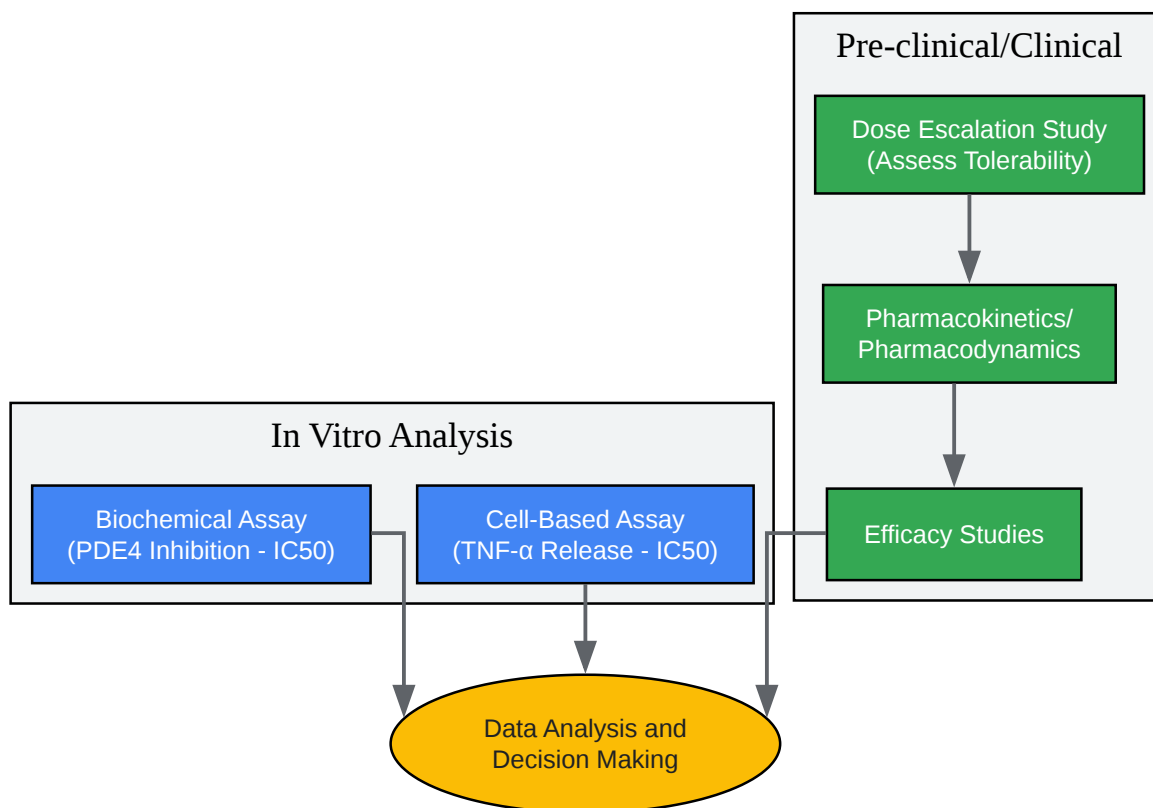 Pre-clinical/Clinical
Dose Escalation Study
(Assess Tolerability)
Pharmacokinetics/
Pharmacodynamics
Efficacy Studies
In Vitro Analysis
Biochemical Assay
(PDE4 Inhibition - IC50)
Cell-Based Assay
(TNF-α Release - IC50)
Data Analysis and
Decision Making